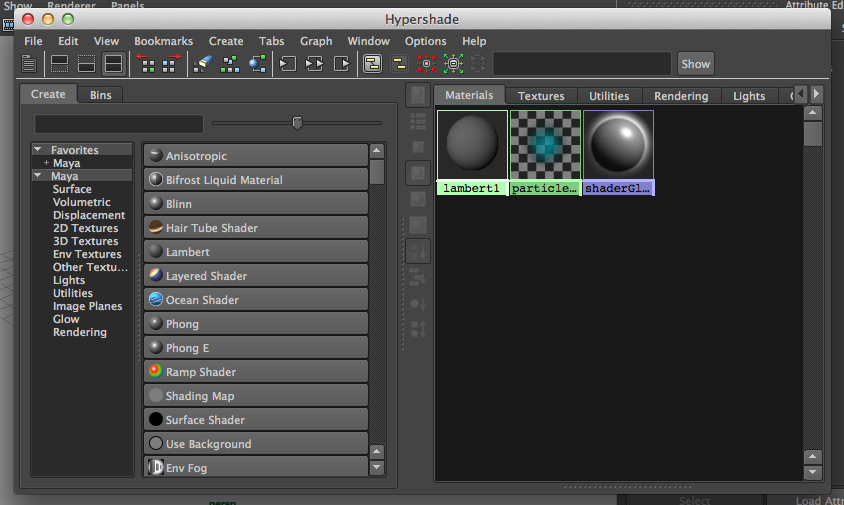 Show Renderer Panels
Attribute Ed
Hypershade
File Edit View Bookmarks Create Tabs Graph Window Options Help
Show
Create Bins
Materials Textures Utilities Rendering Lights
Favorites
+ Maya
Maya
Surface
Volumetric
Displacement
2D Textures
3D Textures
Env Textures
Other Textu...
Lights
Utilities
Image Planes
Glow
Rendering
Anisotropic
Bifrost Liquid Material
Blinn
Hair Tube Shader
Lambert
Layered Shader
Ocean Shader
Phong
Phong E
Ramp Shader
Shading Map
Surface Shader
Use Background
Env Fog
lambert1 particle... shaderGl...
persp
Select
Load Attr